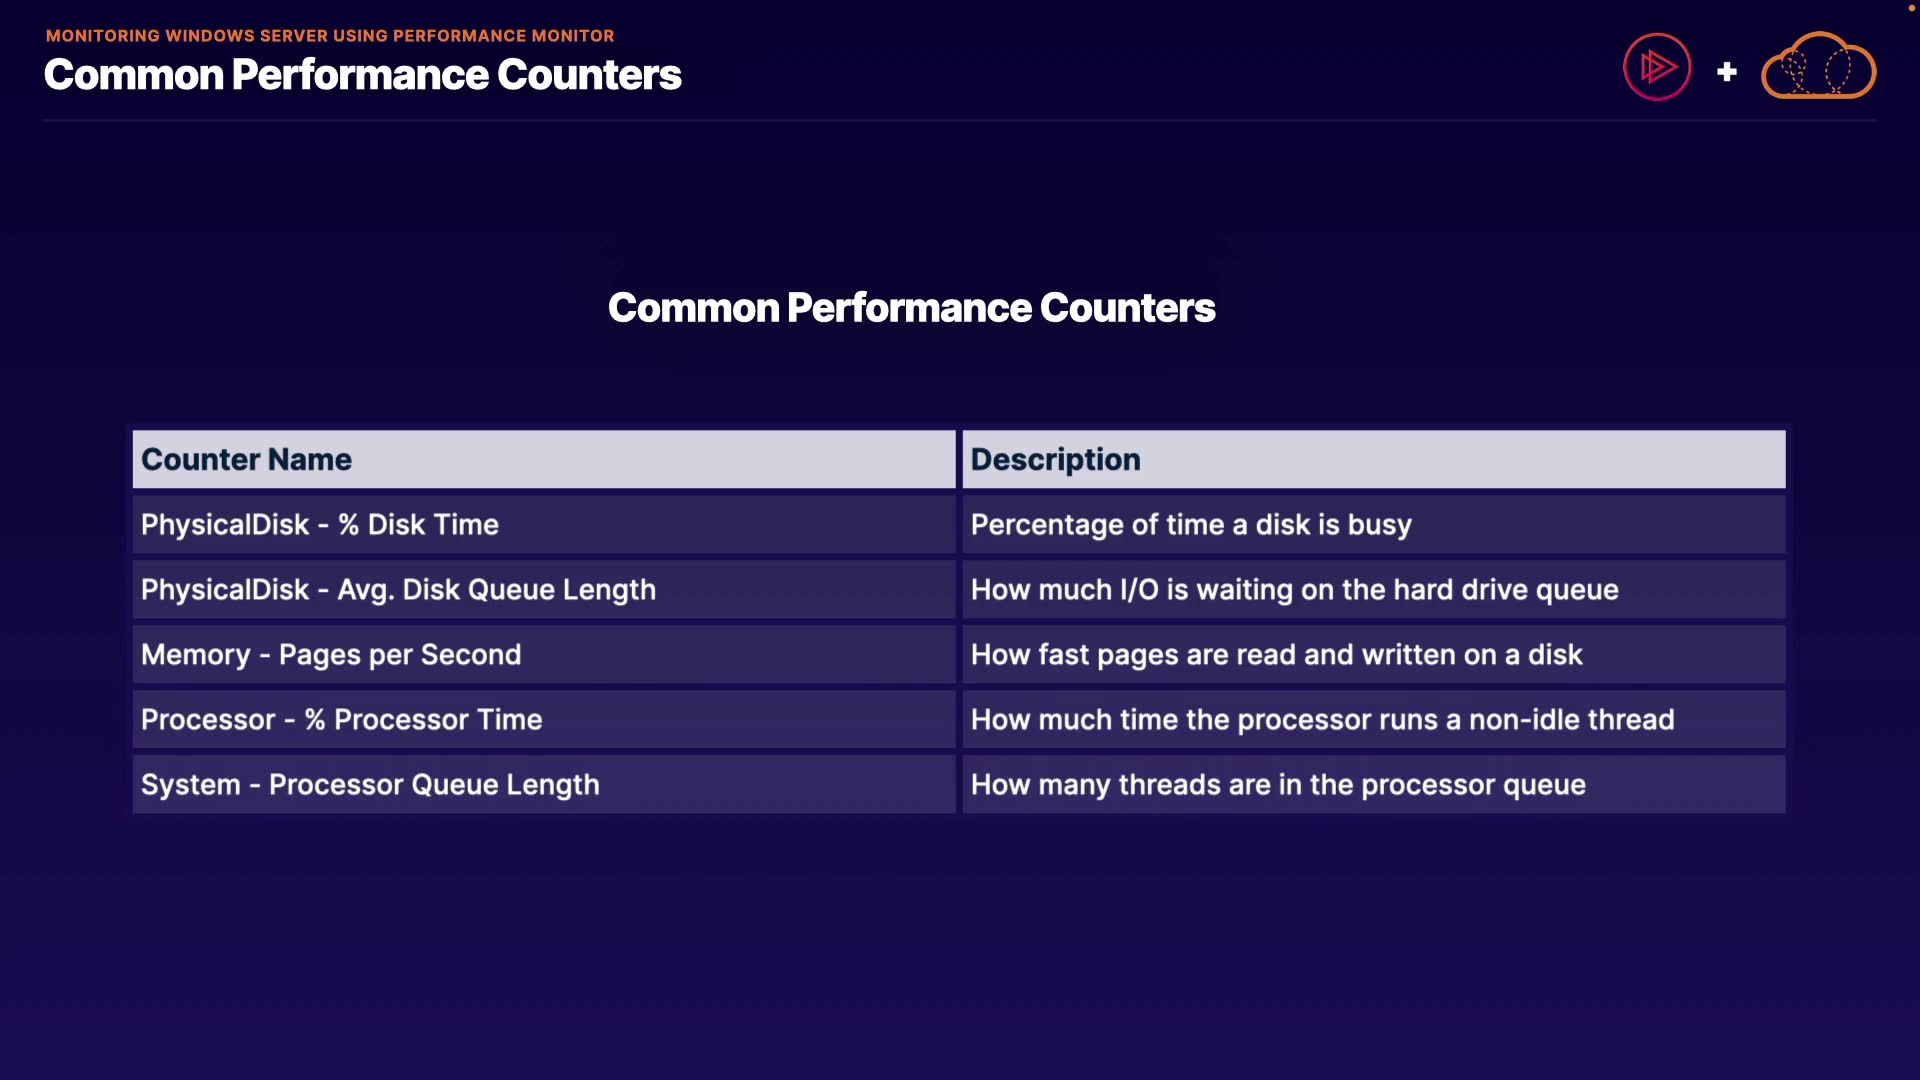 MONITORING WINDOWS SERVER USING PERFORMANCE MONITOR
Common Performance Counters
+
Common Performance Counters
Counter Name Description
PhysicalDisk - % Disk Time Percentage of time a disk is busy
PhysicalDisk - Avg. Disk Queue Length How much I/O is waiting on the hard drive queue
Memory - Pages per Second How fast pages are read and written on a disk
Processor - % Processor Time How much time the processor runs a non-idle thread
System - Processor Queue Length How many threads are in the processor queue